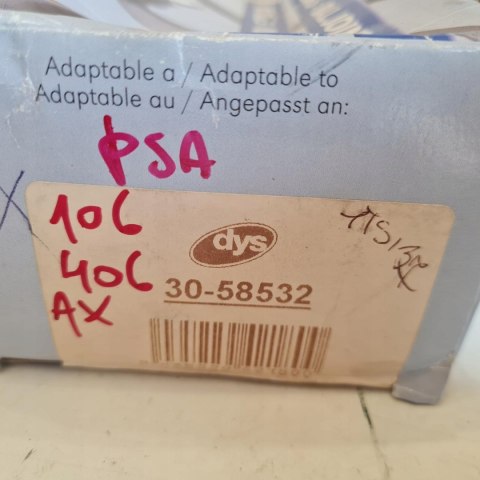 Adaptable a / Adaptable to
Adaptable au / Angepasst an:
PSA
106
406
AX
dys
30-58532